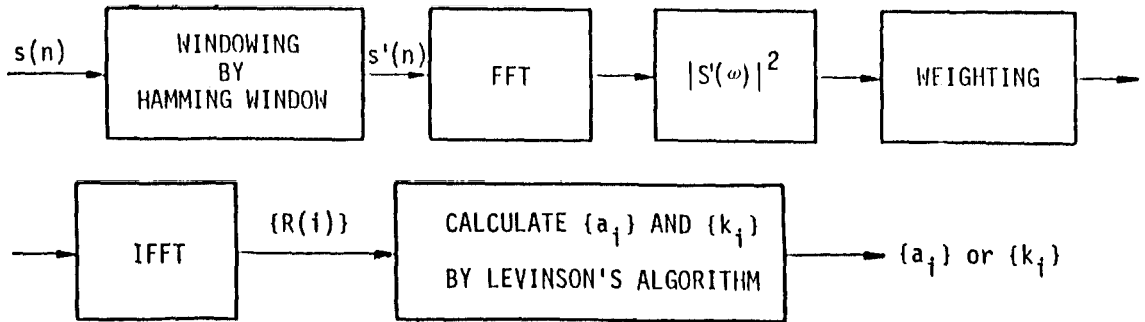 s(n)
WINDOWING
BY
HAMMING WINDOW
s'(n)
FFT
|S'(ω)|²
WEIGHTING
IFFT
{R(i)}
CALCULATE {a_i} AND {k_i}
BY LEVINSON'S ALGORITHM
{a_i} or {k_i}